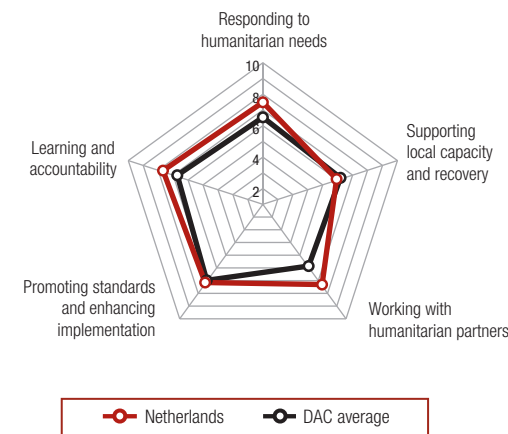 Responding to
humanitarian needs
10
8
6
4
2
Learning and
accountability
Supporting
local capacity
and recovery
Promoting standards
and enhancing
implementation
Working with
humanitarian partners
Netherlands
DAC average